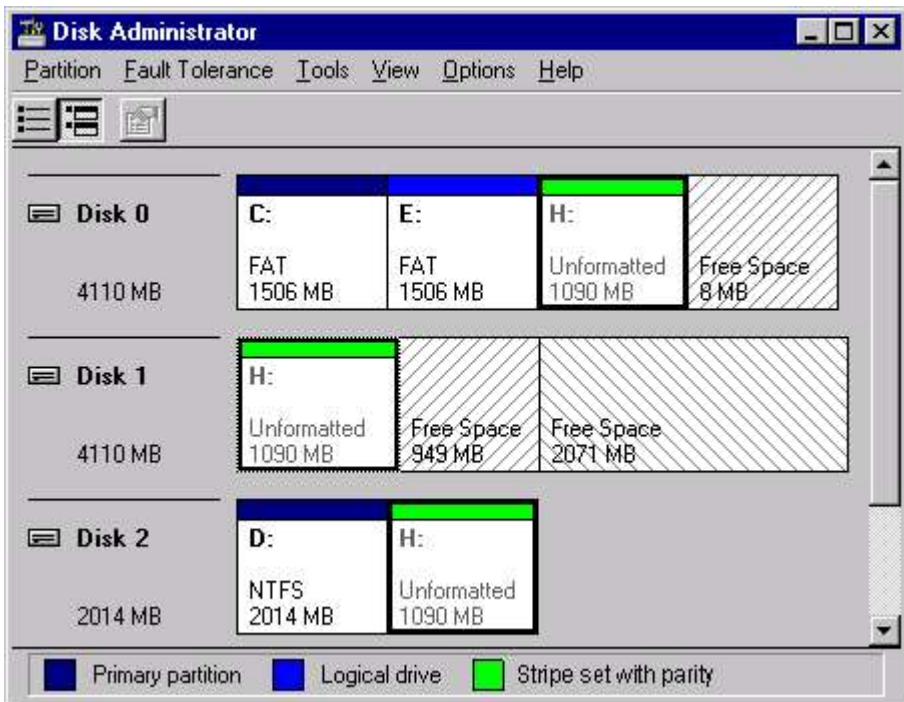 Disk Administrator
Partition Fault Tolerance Tools View Options Help
Disk 0
4110 MB
C:
FAT
1506 MB
E:
FAT
1506 MB
H:
Unformatted
1090 MB
Free Space
8 MB
Disk 1
4110 MB
H:
Unformatted
1090 MB
Free Space
949 MB
Free Space
2071 MB
Disk 2
2014 MB
D:
NTFS
2014 MB
H:
Unformatted
1090 MB
Primary partition Logical drive Stripe set with parity